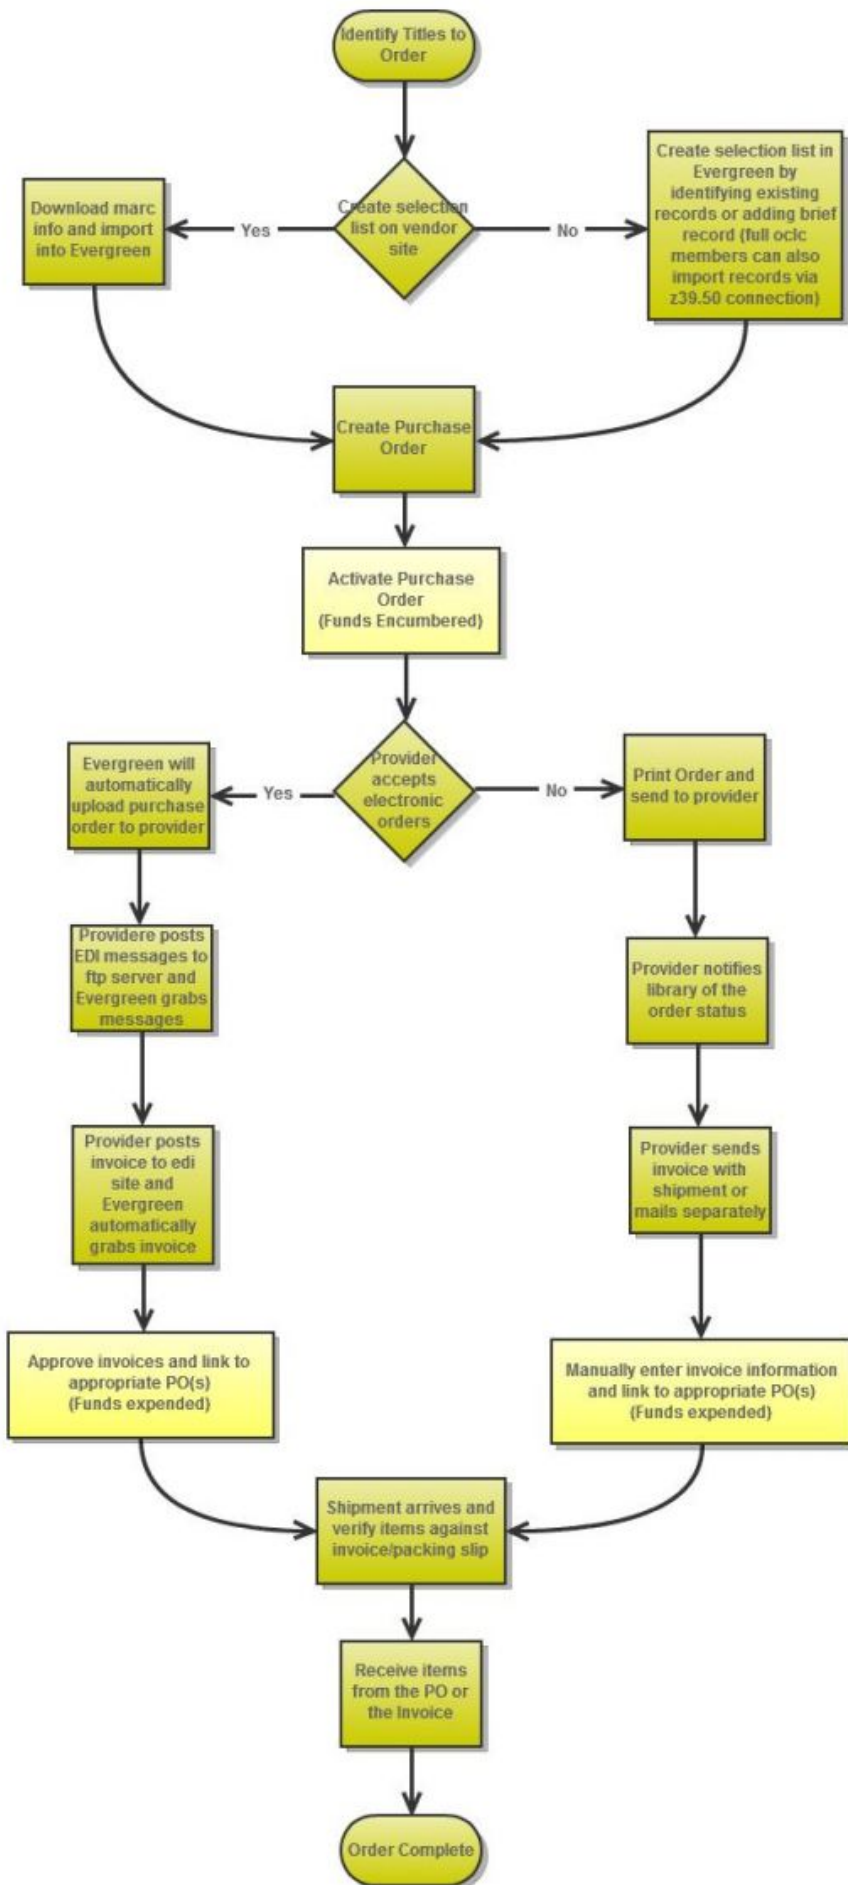 Identify Titles to
Order
Create selection
list on vendor
site
Yes
No
Download marc
info and import
into Evergreen
Create selection list in
Evergreen by
identifying existing
records or adding brief
record (full oclc
members can also
import records via
z39.50 connection)
Create Purchase
Order
Activate Purchase
Order
(Funds Encumbered)
Provider
accepts
electronic
orders
Yes
No
Evergreen will
automatically
upload purchase
order to provider
Print Order and
send to provider
Providere posts
EDI messages to
ftp server and
Evergreen grabs
messages
Provider notifies
library of the
order status
Provider posts
invoice to edi
site and
Evergreen
automatically
grabs invoice
Provider sends
invoice with
shipment or
mails separately
Approve invoices and link to
appropriate PO(s)
(Funds expended)
Manually enter invoice information
and link to appropriate PO(s)
(Funds expended)
Shipment arrives and
verify items against
invoice/packing slip
Receive items
from the PO or
the Invoice
Order Complete